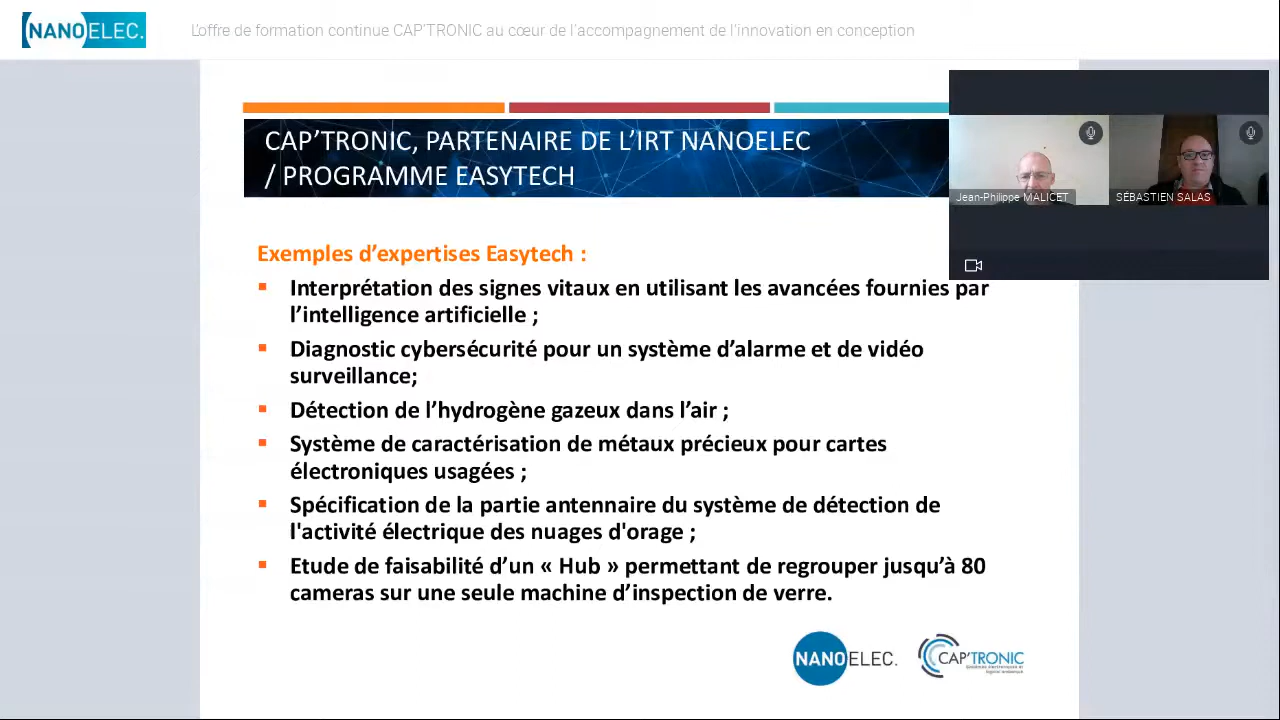 NANOELEC.
L'offre de formation continue CAP'TRONIC au cœur de l'accompagnement de l'innovation en conception
CAP’TRONIC, PARTENAIRE DE L’IRT NANOELEC
/ PROGRAMME EASYTECH
Jean-Philippe MALICET
SÉBASTIEN SALAS
Exemples d’expertises Easytech :
Interprétation des signes vitaux en utilisant les avancées fournies par
l’intelligence artificielle ;
Diagnostic cybersécurité pour un système d’alarme et de vidéo
surveillance;
Détection de l’hydrogène gazeux dans l’air ;
Système de caractérisation de métaux précieux pour cartes
électroniques usagées ;
Spécification de la partie antennaire du système de détection de
l'activité électrique des nuages d'orage ;
Etude de faisabilité d’un « Hub » permettant de regrouper jusqu’à 80
cameras sur une seule machine d’inspection de verre.
NANOELEC.
CAP'TRONIC